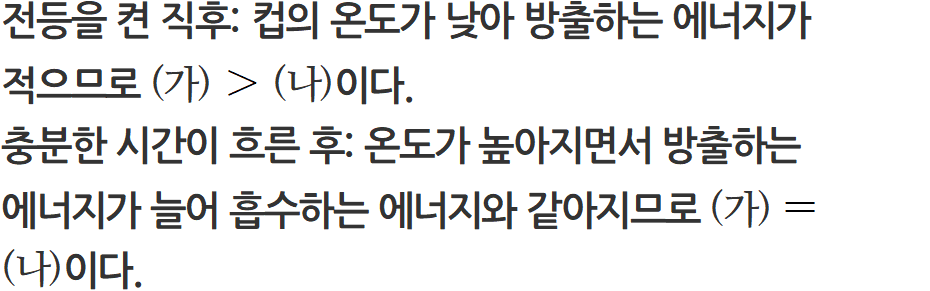 전등을 켠 직후: 컵의 온도가 낮아 방출하는 에너지가
적으므로 (가) > (나)이다.
충분한 시간이 흐른 후: 온도가 높아지면서 방출하는
에너지가 늘어 흡수하는 에너지와 같아지므로 (가) =
(나)이다.